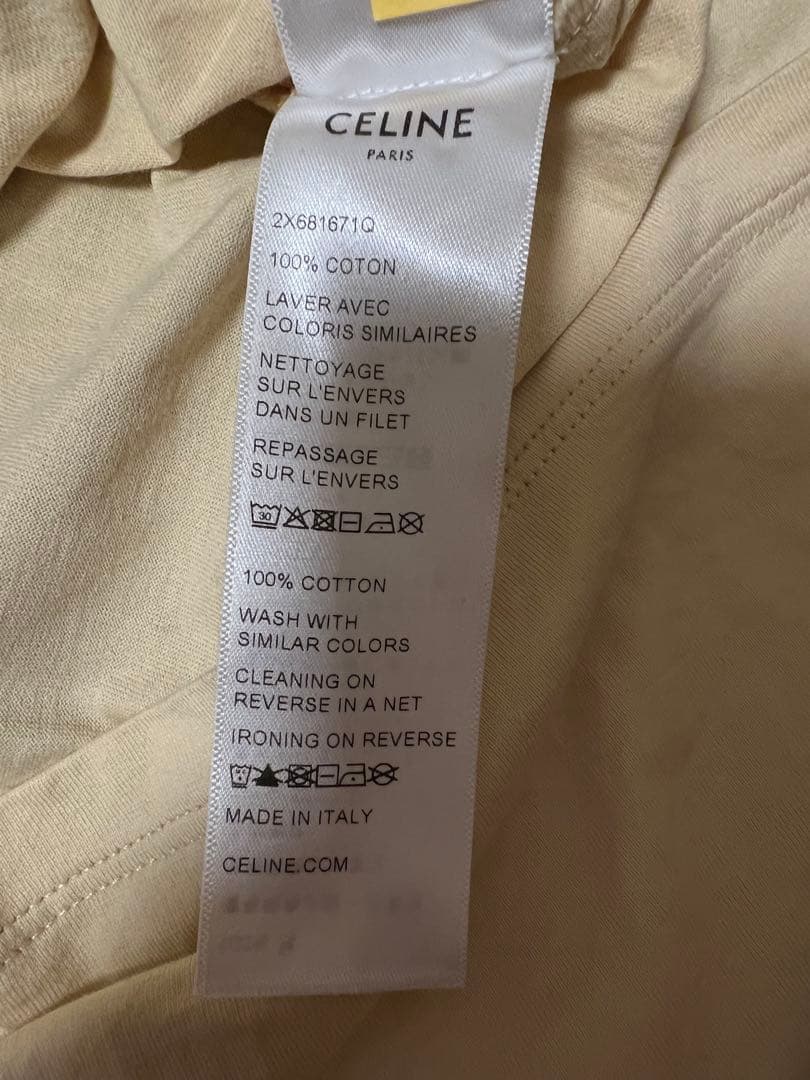 CELINE
PARIS
2X681671Q
100% COTON
LAVER AVEC
COLORIS SIMILAIRES
NETTOYAGE
SUR L'ENVERS
DANS UN FILET
REPASSAGE
SUR L'ENVERS
30
100% COTTON
WASH WITH
SIMILAR COLORS
CLEANING ON
REVERSE IN A NET
IRONING ON REVERSE
MADE IN ITALY
CELINE.COM